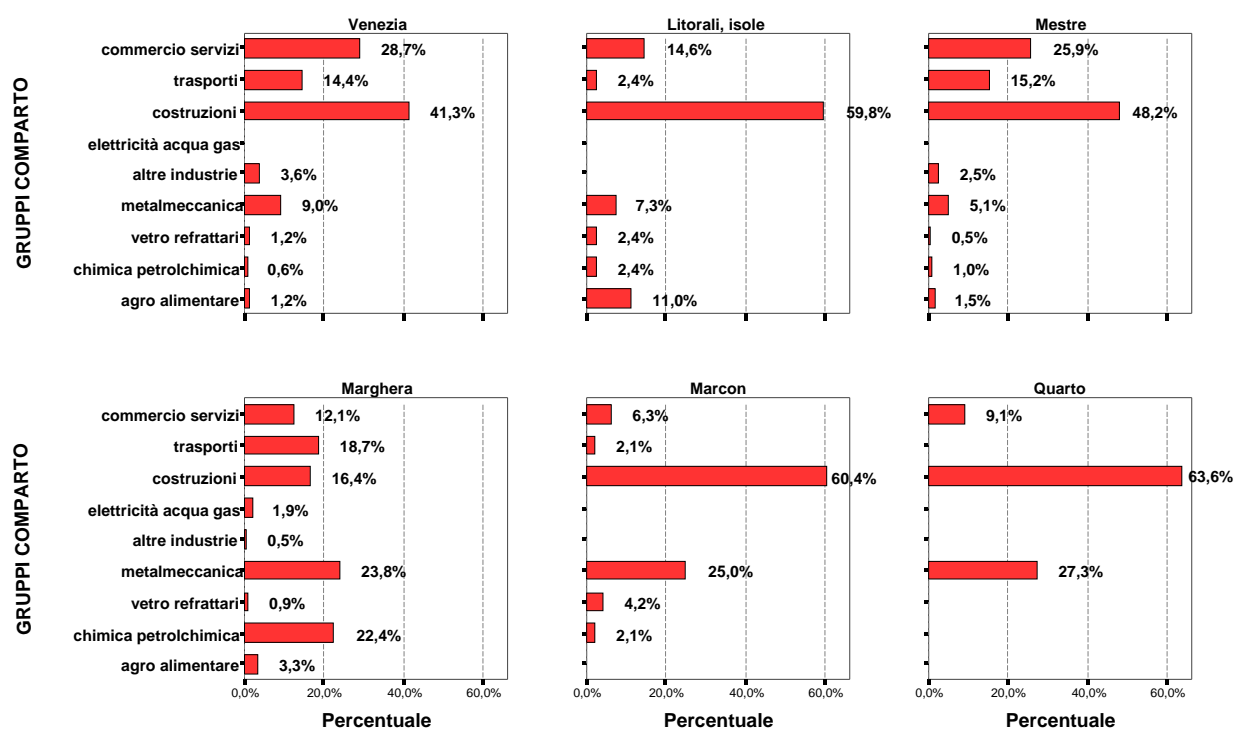 Venezia
Litorali, isole
Mestre
GRUPPI COMPARTO
commercio servizi 28,7% 14,6% 25,9%
trasporti 14,4% 2,4% 15,2%
costruzioni 41,3% 59,8% 48,2%
elettricità acqua gas
altre industrie 3,6% 2,5%
metalmeccanica 9,0% 7,3% 5,1%
vetro refrattari 1,2% 2,4% 0,5%
chimica petrolchimica 0,6% 2,4% 1,0%
agro alimentare 1,2% 11,0% 1,5%
Marghera
Marcon
Quarto
GRUPPI COMPARTO
commercio servizi 12,1% 6,3% 9,1%
trasporti 18,7% 2,1%
costruzioni 16,4% 60,4% 63,6%
elettricità acqua gas 1,9%
altre industrie 0,5%
metalmeccanica 23,8% 25,0% 27,3%
vetro refrattari 0,9% 4,2%
chimica petrolchimica 22,4% 2,1%
agro alimentare 3,3%
0,0% 20,0% 40,0% 60,0% 0,0% 20,0% 40,0% 60,0% 0,0% 20,0% 40,0% 60,0%
Percentuale Percentuale Percentuale